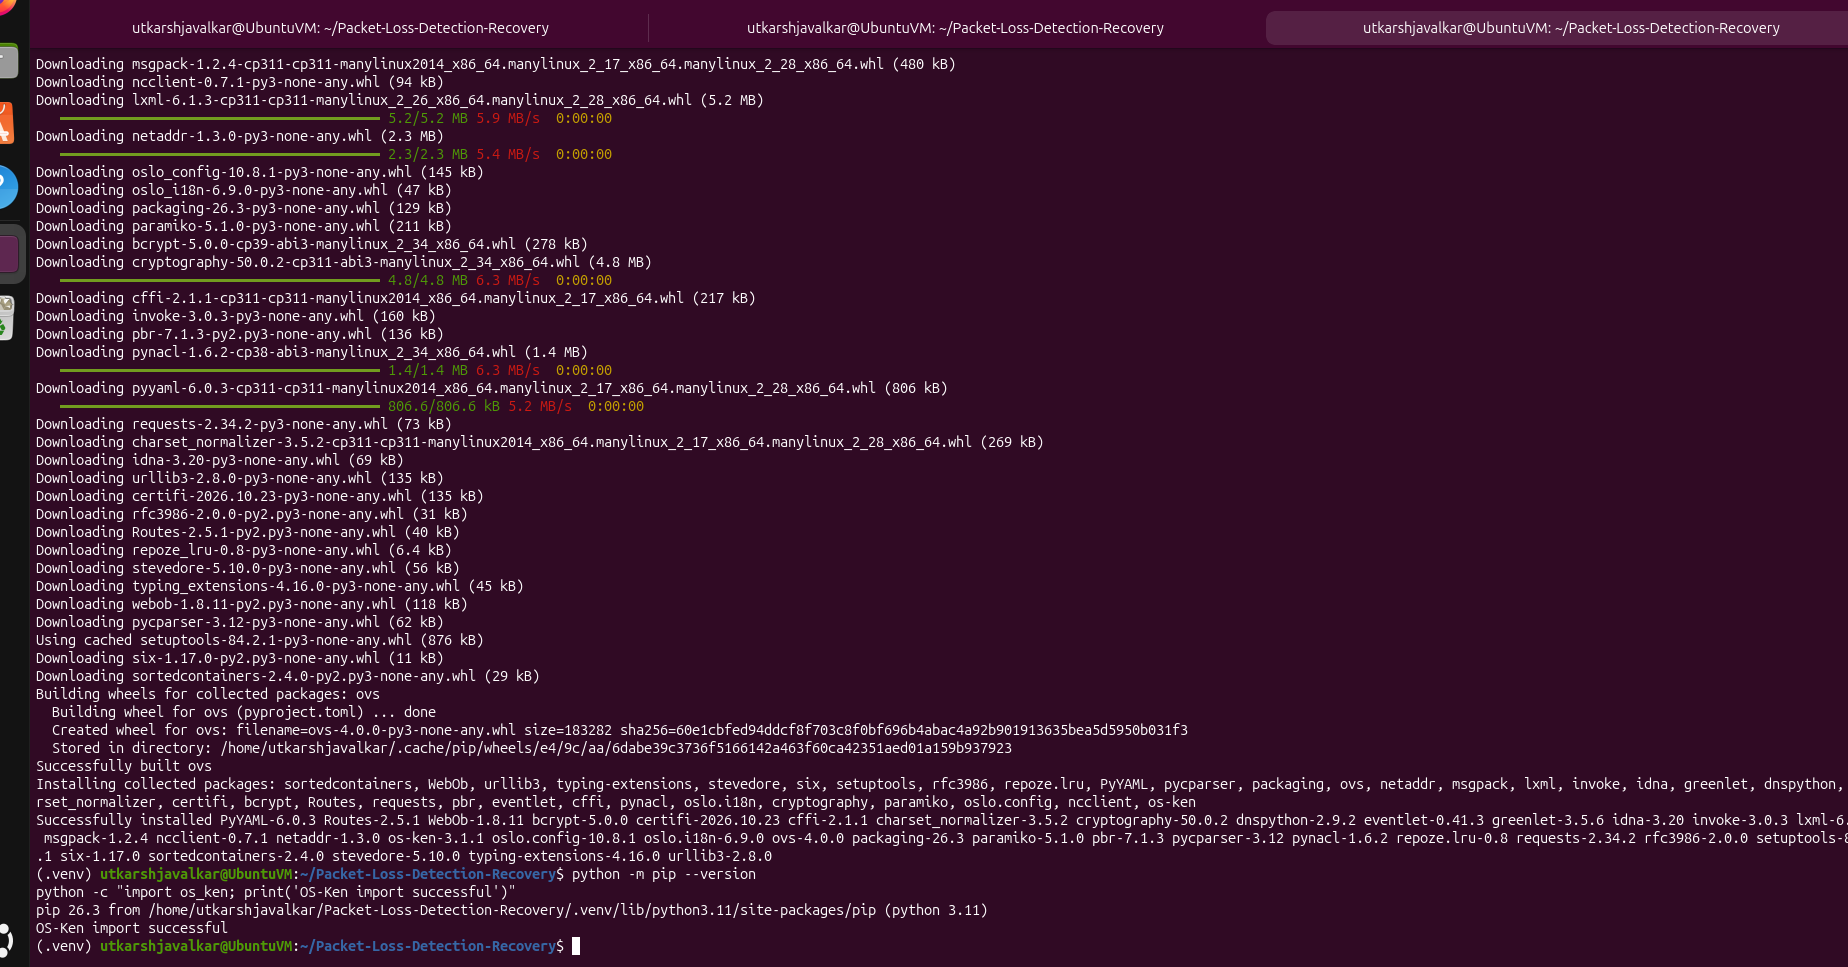 utkarshjavalkar@UbuntuVM: ~/Packet-Loss-Detection-Recovery
utkarshjavalkar@UbuntuVM: ~/Packet-Loss-Detection-Recovery
utkarshjavalkar@UbuntuVM: ~/Packet-Loss-Detection-Recovery
Downloading msgpack-1.2.4-cp311-cp311-manylinux2014_x86_64.manylinux_2_17_x86_64.manylinux_2_28_x86_64.whl (480 kB)
Downloading ncclient-0.7.1-py3-none-any.whl (94 kB)
Downloading lxml-6.1.3-cp311-cp311-manylinux_2_26_x86_64.manylinux_2_28_x86_64.whl (5.2 MB)
5.2/5.2 MB 5.9 MB/s 0:00:00
Downloading netaddr-1.3.0-py3-none-any.whl (2.3 MB)
2.3/2.3 MB 5.4 MB/s 0:00:00
Downloading oslo_config-10.8.1-py3-none-any.whl (145 kB)
Downloading oslo_i18n-6.9.0-py3-none-any.whl (47 kB)
Downloading packaging-26.3-py3-none-any.whl (129 kB)
Downloading paramiko-5.1.0-py3-none-any.whl (211 kB)
Downloading bcrypt-5.0.0-cp39-abi3-manylinux_2_34_x86_64.whl (278 kB)
Downloading cryptography-50.0.2-cp311-abi3-manylinux_2_34_x86_64.whl (4.8 MB)
4.8/4.8 MB 6.3 MB/s 0:00:00
Downloading cffi-2.1.1-cp311-cp311-manylinux2014_x86_64.manylinux_2_17_x86_64.whl (217 kB)
Downloading invoke-3.0.3-py3-none-any.whl (160 kB)
Downloading pbr-7.1.3-py2.py3-none-any.whl (136 kB)
Downloading pynacl-1.6.2-cp38-abi3-manylinux_2_34_x86_64.whl (1.4 MB)
1.4/1.4 MB 6.3 MB/s 0:00:00
Downloading pyyaml-6.0.3-cp311-cp311-manylinux2014_x86_64.manylinux_2_17_x86_64.manylinux_2_28_x86_64.whl (806 kB)
806.6/806.6 kB 5.2 MB/s 0:00:00
Downloading requests-2.34.2-py3-none-any.whl (73 kB)
Downloading charset_normalizer-3.5.2-cp311-cp311-manylinux2014_x86_64.manylinux_2_17_x86_64.manylinux_2_28_x86_64.whl (269 kB)
Downloading idna-3.20-py3-none-any.whl (69 kB)
Downloading urllib3-2.8.0-py3-none-any.whl (135 kB)
Downloading certifi-2026.10.23-py3-none-any.whl (135 kB)
Downloading rfc3986-2.0.0-py2.py3-none-any.whl (31 kB)
Downloading Routes-2.5.1-py2.py3-none-any.whl (40 kB)
Downloading repoze_lru-0.8-py3-none-any.whl (6.4 kB)
Downloading stevedore-5.10.0-py3-none-any.whl (56 kB)
Downloading typing_extensions-4.16.0-py3-none-any.whl (45 kB)
Downloading webob-1.8.11-py2.py3-none-any.whl (118 kB)
Downloading pycparser-3.12-py3-none-any.whl (62 kB)
Using cached setuptools-84.2.1-py3-none-any.whl (876 kB)
Downloading six-1.17.0-py2.py3-none-any.whl (11 kB)
Downloading sortedcontainers-2.4.0-py2.py3-none-any.whl (29 kB)
Building wheels for collected packages: ovs
Building wheel for ovs (pyproject.toml) ... done
Created wheel for ovs: filename=ovs-4.0.0-py3-none-any.whl size=183282 sha256=60e1cbfed94ddcf8f703c8f0bf696b4abac4a92b901913635bea5d5950b031f3
Stored in directory: /home/utkarshjavalkar/.cache/pip/wheels/e4/9c/aa/6dabe39c3736f5166142a463f60ca42351aed01a159b937923
Successfully built ovs
Installing collected packages: sortedcontainers, WebOb, urllib3, typing-extensions, stevedore, six, setuptools, rfc3986, repoze.lru, PyYAML, pycparser, packaging, ovs, netaddr, msgpack, lxml, invoke, idna, greenlet, dnspython,
rset_normalizer, certifi, bcrypt, Routes, requests, pbr, eventlet, cffi, pynacl, oslo.i18n, cryptography, paramiko, oslo.config, ncclient, os-ken
Successfully installed PyYAML-6.0.3 Routes-2.5.1 WebOb-1.8.11 bcrypt-5.0.0 certifi-2026.10.23 cffi-2.1.1 charset_normalizer-3.5.2 cryptography-50.0.2 dnspython-2.9.2 eventlet-0.41.3 greenlet-3.5.6 idna-3.20 invoke-3.0.3 lxml-6.
msgpack-1.2.4 ncclient-0.7.1 netaddr-1.3.0 os-ken-3.1.1 oslo.config-10.8.1 oslo.i18n-6.9.0 ovs-4.0.0 packaging-26.3 paramiko-5.1.0 pbr-7.1.3 pycparser-3.12 pynacl-1.6.2 repoze.lru-0.8 requests-2.34.2 rfc3986-2.0.0 setuptools-8
.1 six-1.17.0 sortedcontainers-2.4.0 stevedore-5.10.0 typing-extensions-4.16.0 urllib3-2.8.0
(.venv) utkarshjavalkar@UbuntuVM:~/Packet-Loss-Detection-Recovery$ python -m pip --version
python -c "import os_ken; print('OS-Ken import successful')"
pip 26.3 from /home/utkarshjavalkar/Packet-Loss-Detection-Recovery/.venv/lib/python3.11/site-packages/pip (python 3.11)
OS-Ken import successful
(.venv) utkarshjavalkar@UbuntuVM:~/Packet-Loss-Detection-Recovery$